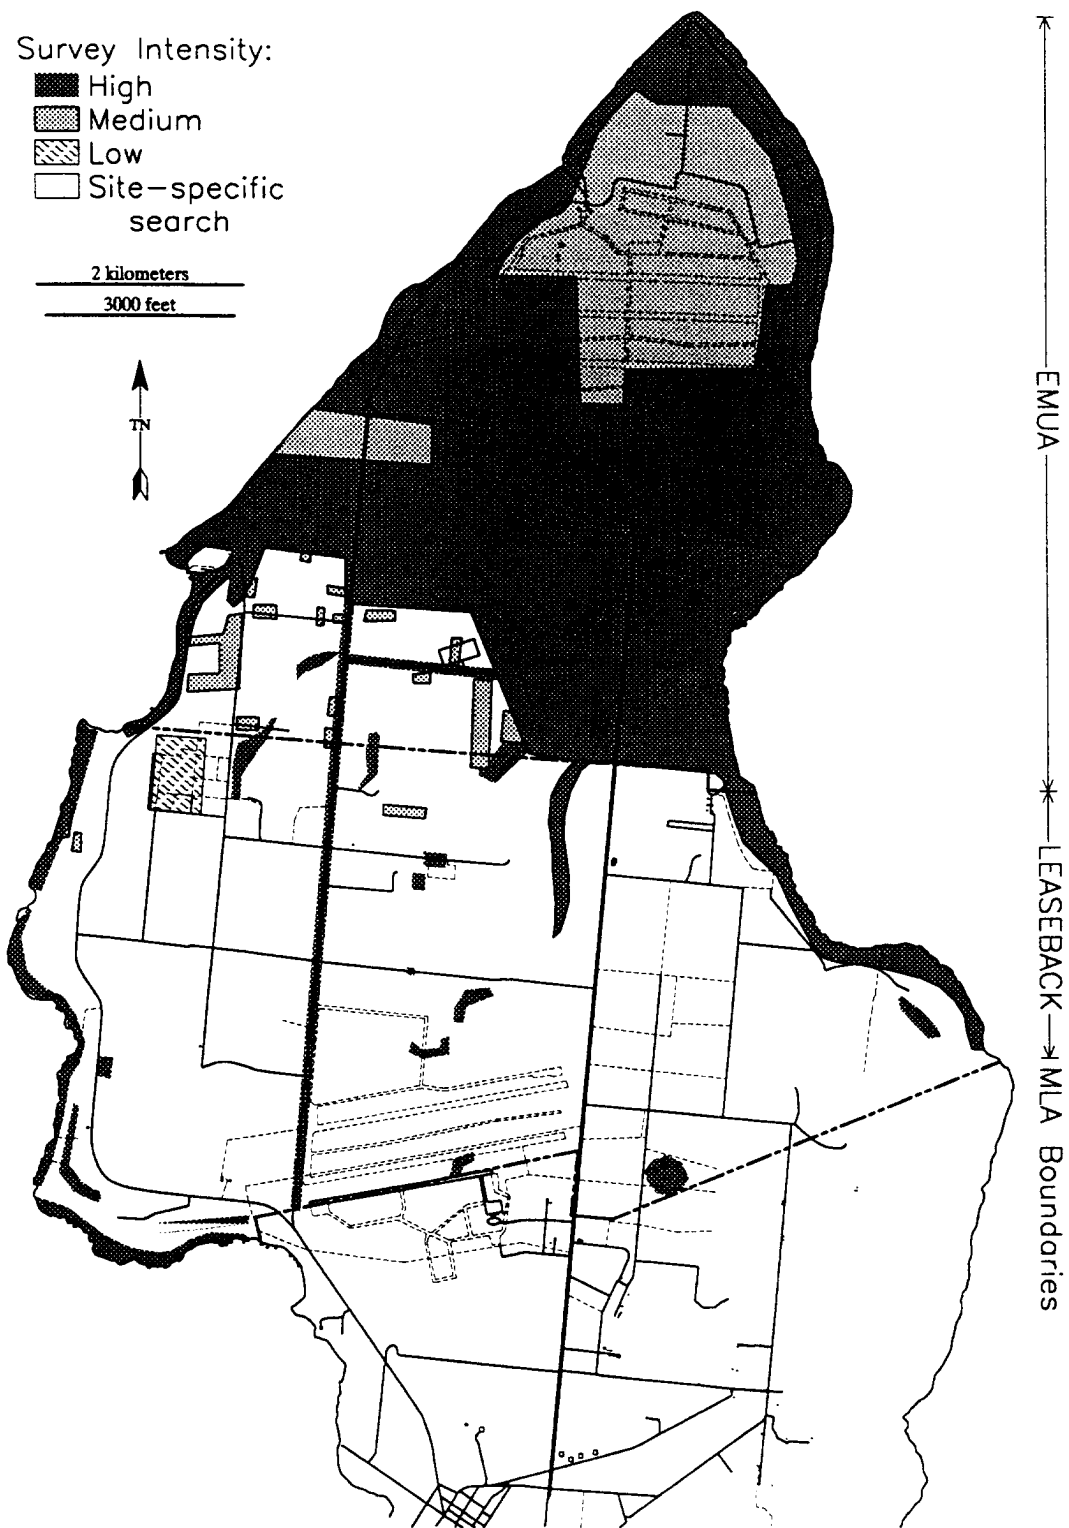 Survey Intensity:
High
Medium
Low
Site-specific
search
2 kilometers
3000 feet
TN
EMUA
LEASEBACK
MLA Boundaries